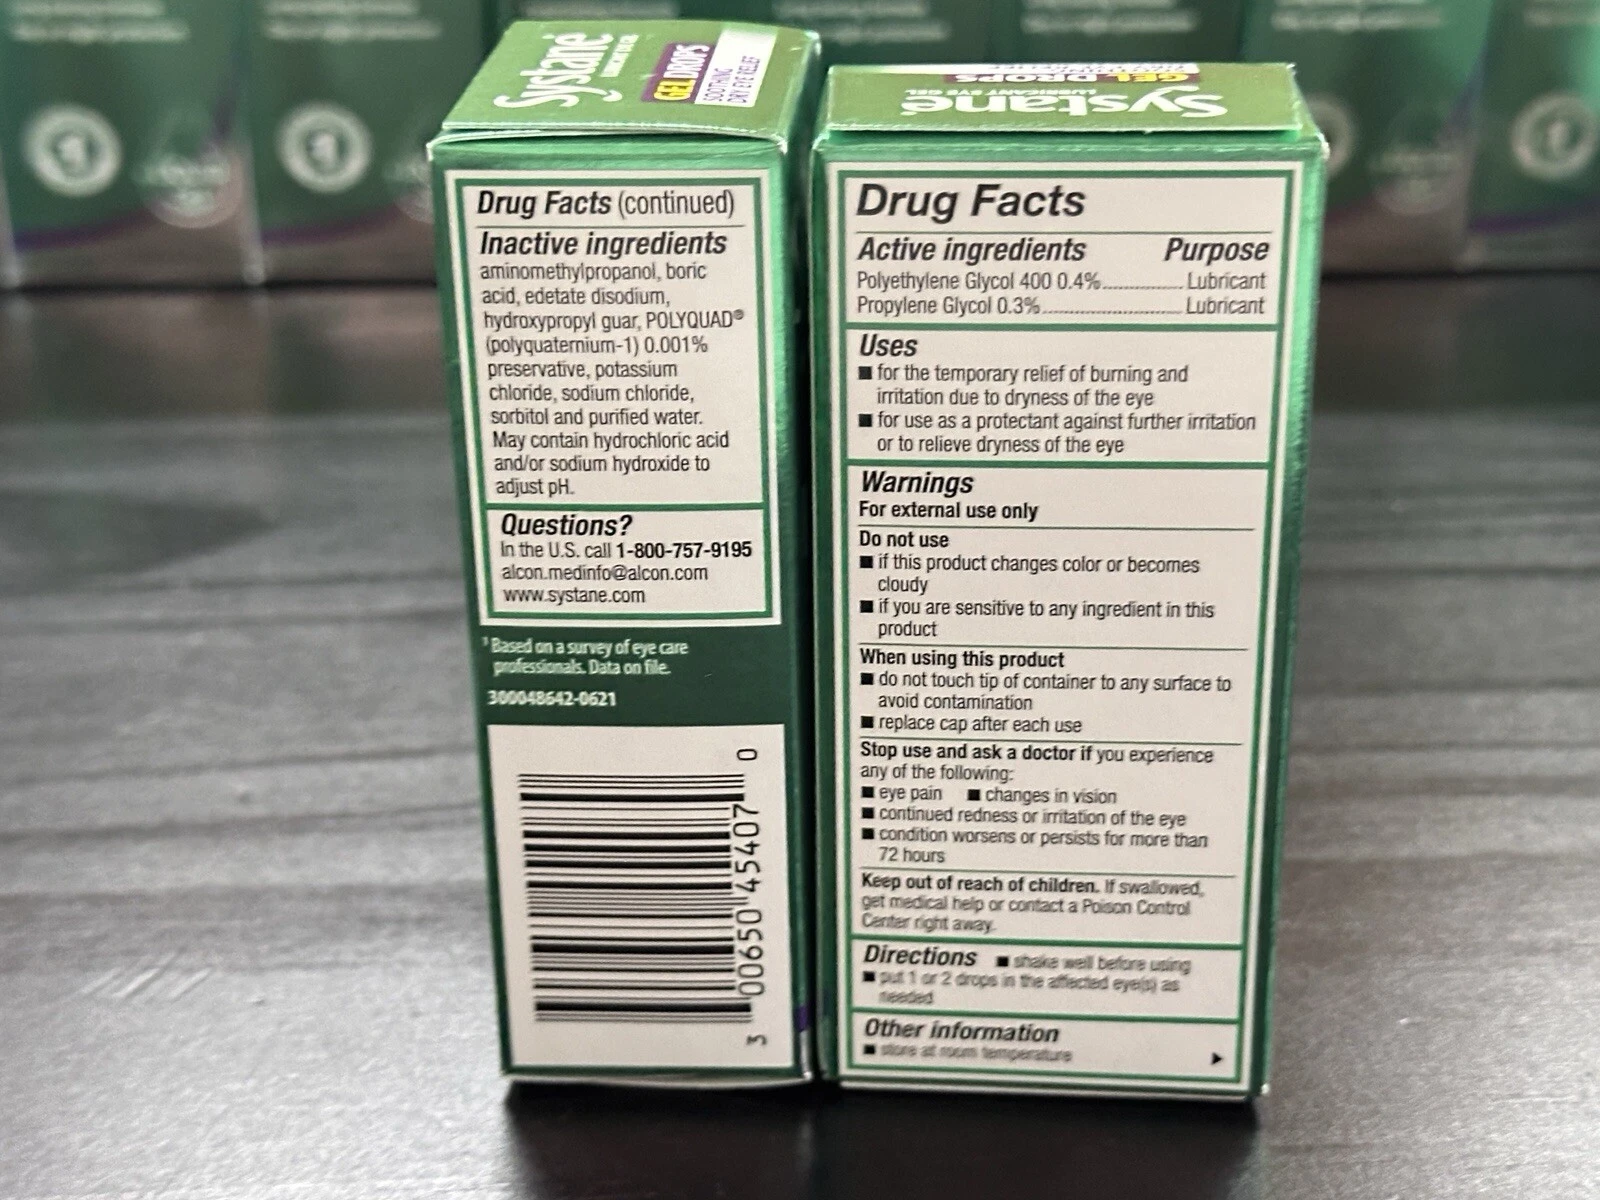 Systane
GEL DROPS
SOOTHING
DRY EYE RELIEF
Drug Facts (continued)
Inactive ingredients
aminomethylpropanol, boric
acid, edetate disodium,
hydroxypropyl guar, POLYQUAD®
(polyquaternium-1) 0.001%
preservative, potassium
chloride, sodium chloride,
sorbitol and purified water.
May contain hydrochloric acid
and/or sodium hydroxide to
adjust pH.
Questions?
In the U.S. call 1-800-757-9195
alcon.medinfo@alcon.com
www.systane.com
Based on a survey of eye care
professionals. Data on file.
300048642-0621
3 00650 45407 0
GEL DROPS
LUBRICANT EYE GEL
Systane
Drug Facts
Active ingredients Purpose
Polyethylene Glycol 400 0.4%................ Lubricant
Propylene Glycol 0.3%........................... Lubricant
Uses
■ for the temporary relief of burning and
irritation due to dryness of the eye
■ for use as a protectant against further irritation
or to relieve dryness of the eye
Warnings
For external use only
Do not use
■ if this product changes color or becomes
cloudy
■ if you are sensitive to any ingredient in this
product
When using this product
■ do not touch tip of container to any surface to
avoid contamination
■ replace cap after each use
Stop use and ask a doctor if you experience
any of the following:
■ eye pain ■ changes in vision
■ continued redness or irritation of the eye
■ condition worsens or persists for more than
72 hours
Keep out of reach of children. If swallowed,
get medical help or contact a Poison Control
Center right away.
Directions ■ shake well before using
■ put 1 or 2 drops in the affected eye(s) as
needed
Other information
■ store at room temperature